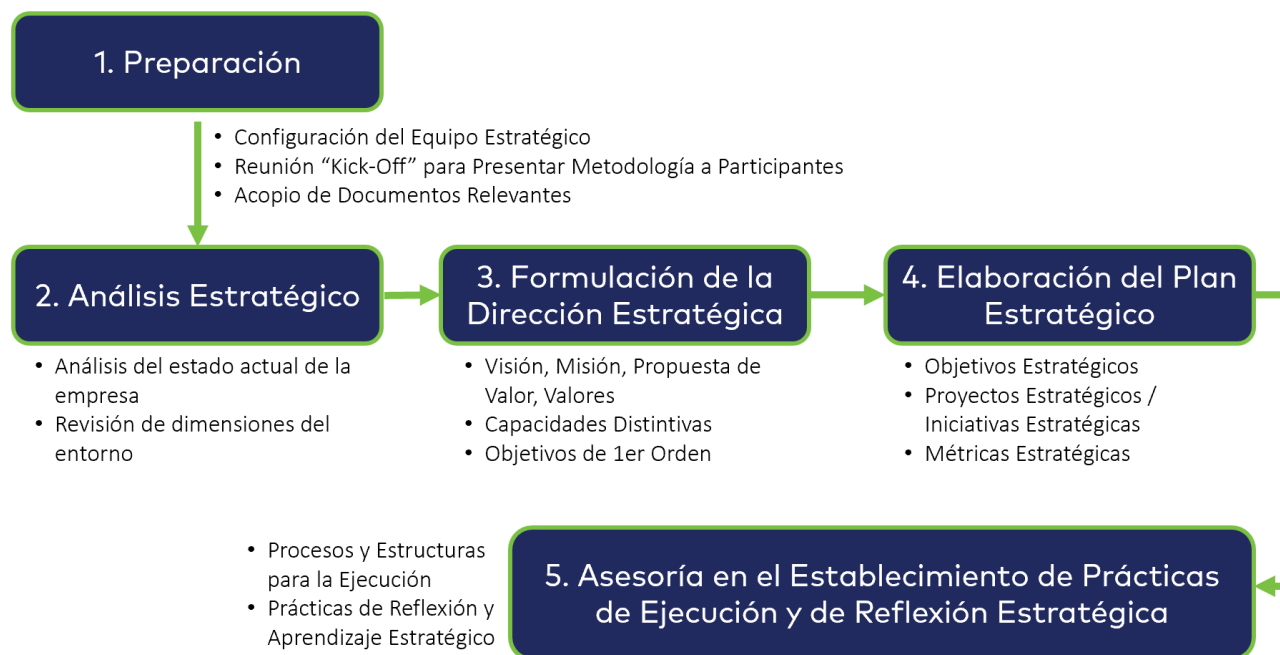 1. Preparación
• Configuración del Equipo Estratégico
• Reunión “Kick-Off” para Presentar Metodología a Participantes
• Acopio de Documentos Relevantes
2. Análisis Estratégico
• Análisis del estado actual de la
empresa
• Revisión de dimensiones del
entorno
3. Formulación de la
Dirección Estratégica
• Visión, Misión, Propuesta de
Valor, Valores
• Capacidades Distintivas
• Objetivos de 1er Orden
4. Elaboración del Plan
Estratégico
• Objetivos Estratégicos
• Proyectos Estratégicos /
Iniciativas Estratégicas
• Métricas Estratégicas
5. Asesoría en el Establecimiento de Prácticas
de Ejecución y de Reflexión Estratégica
• Procesos y Estructuras
para la Ejecución
• Prácticas de Reflexión y
Aprendizaje Estratégico